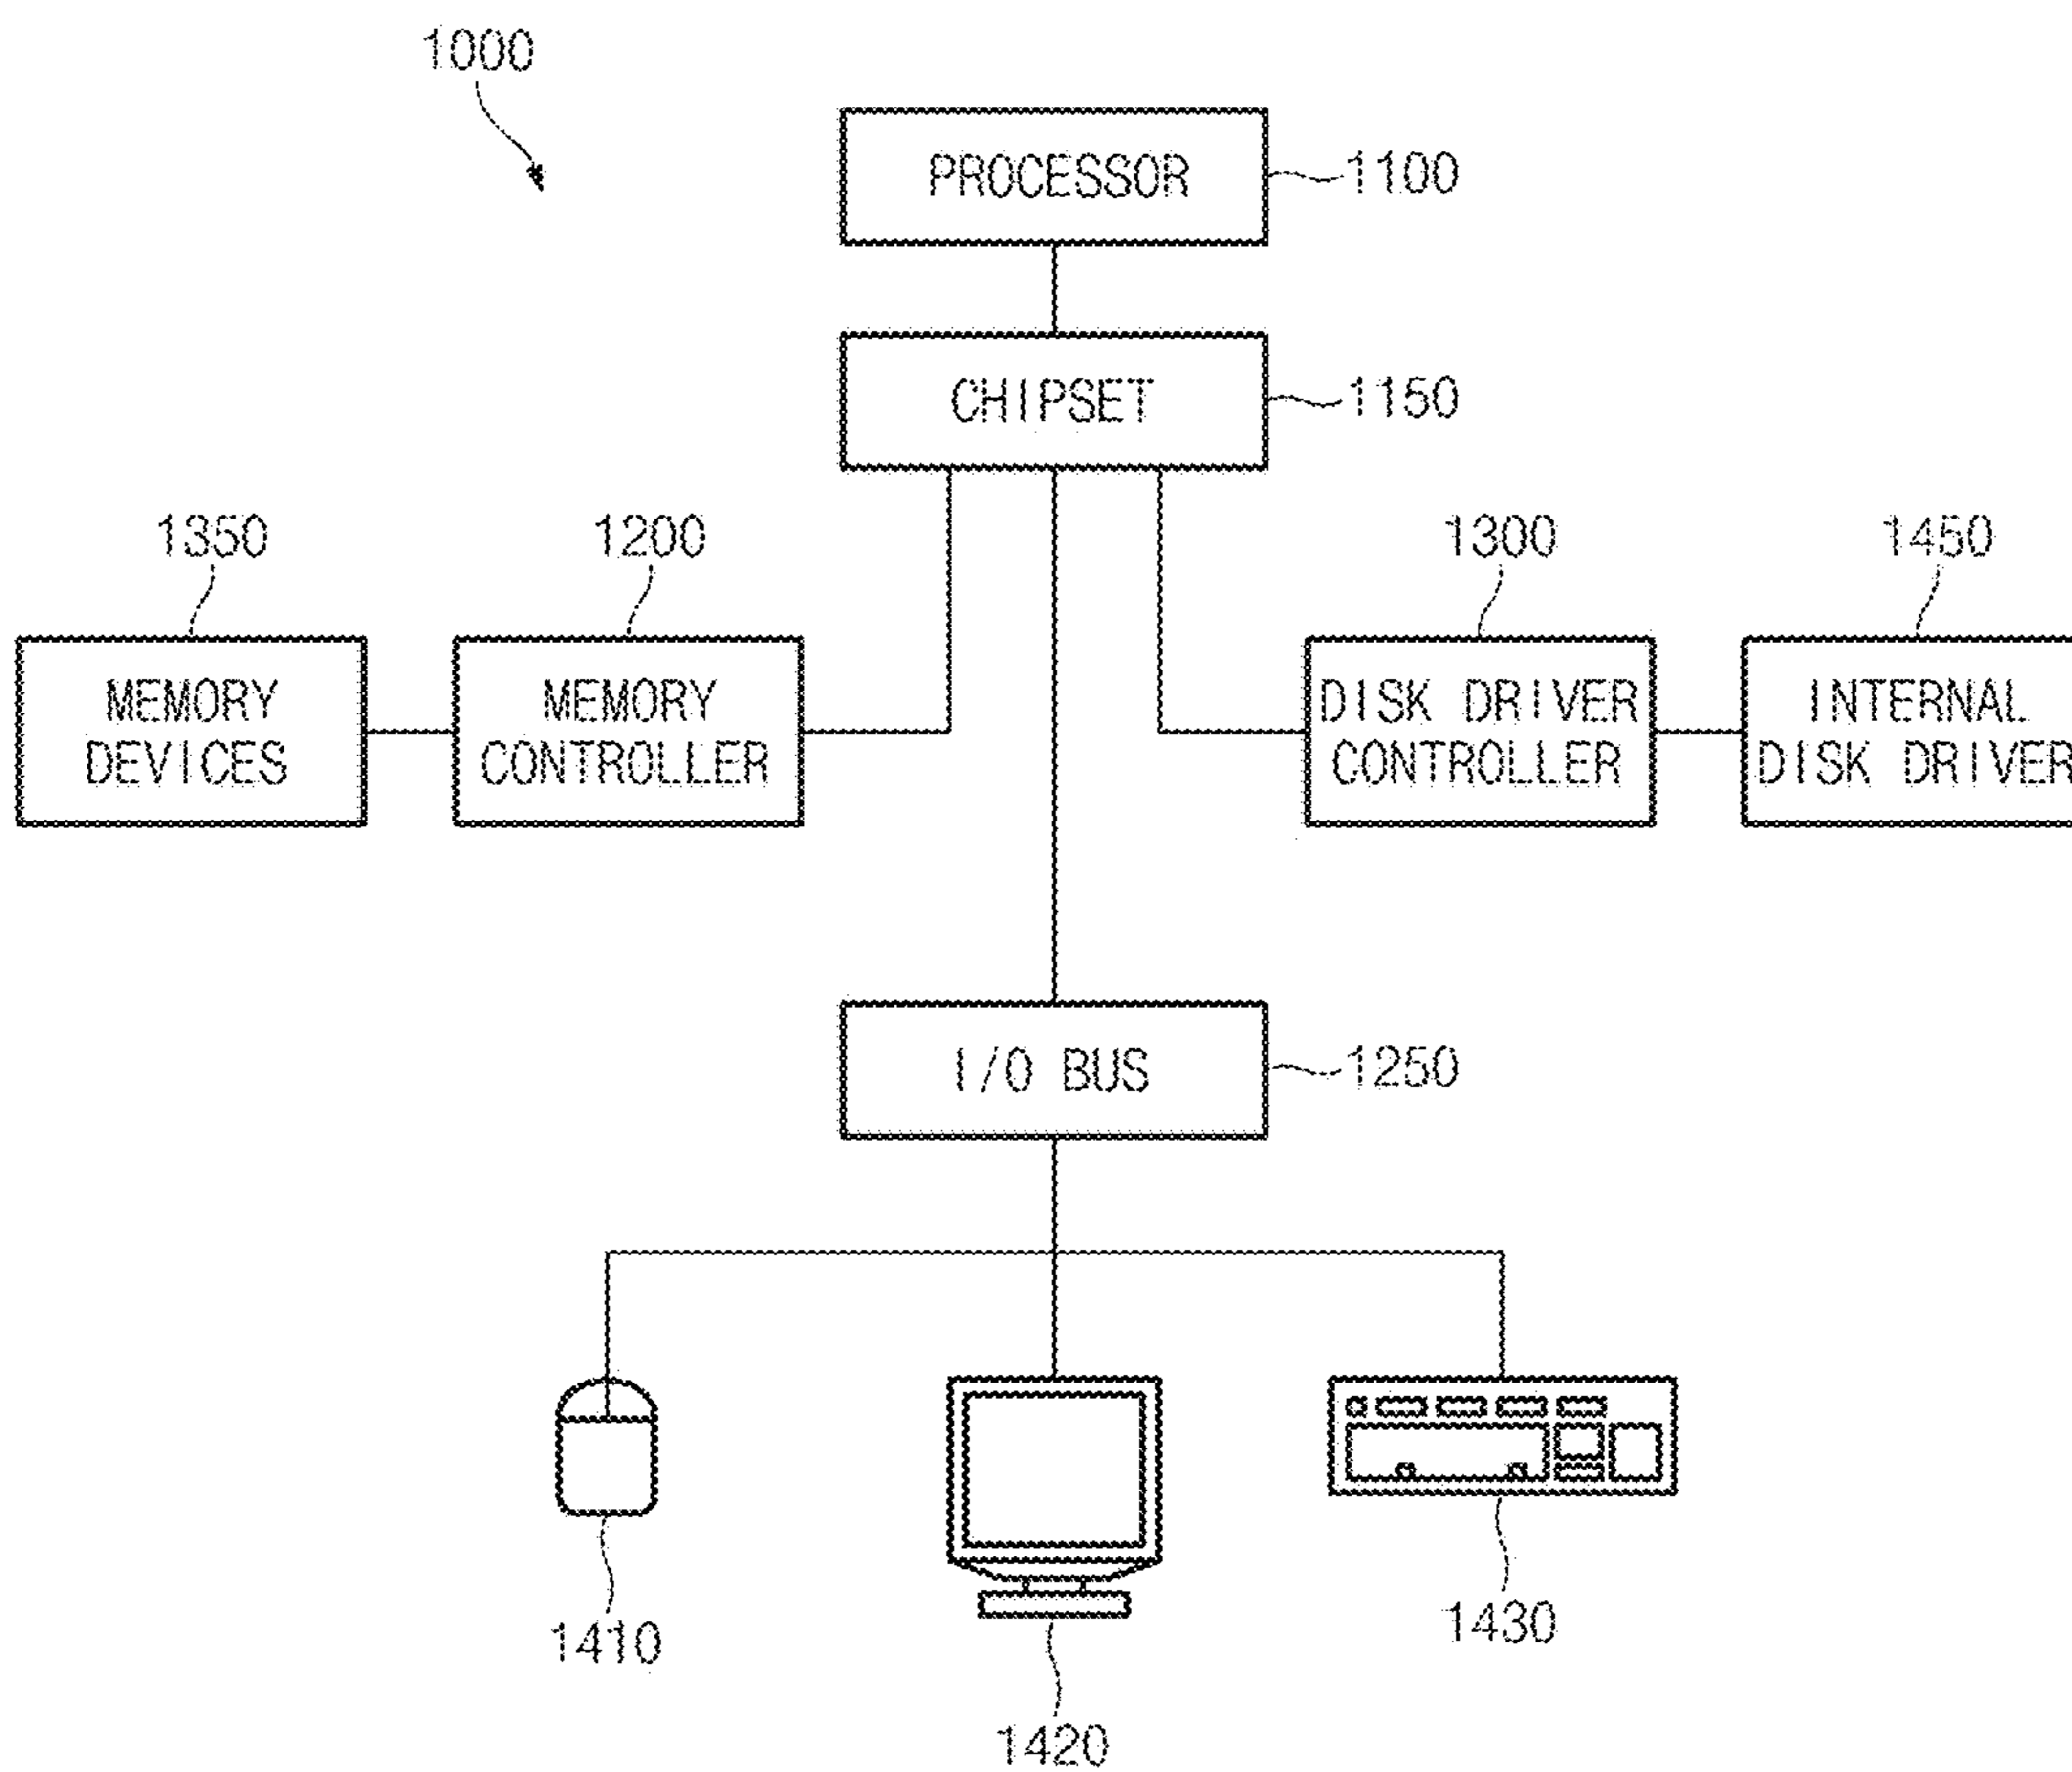 1000
PROCESSOR
1100
CHIPSET
1150
1350
1200
1300
1450
MEMORY
DEVICES
MEMORY
CONTROLLER
DISK DRIVER
CONTROLLER
INTERNAL
DISK DRIVER
I/O BUS
1250
1410
1420
1430